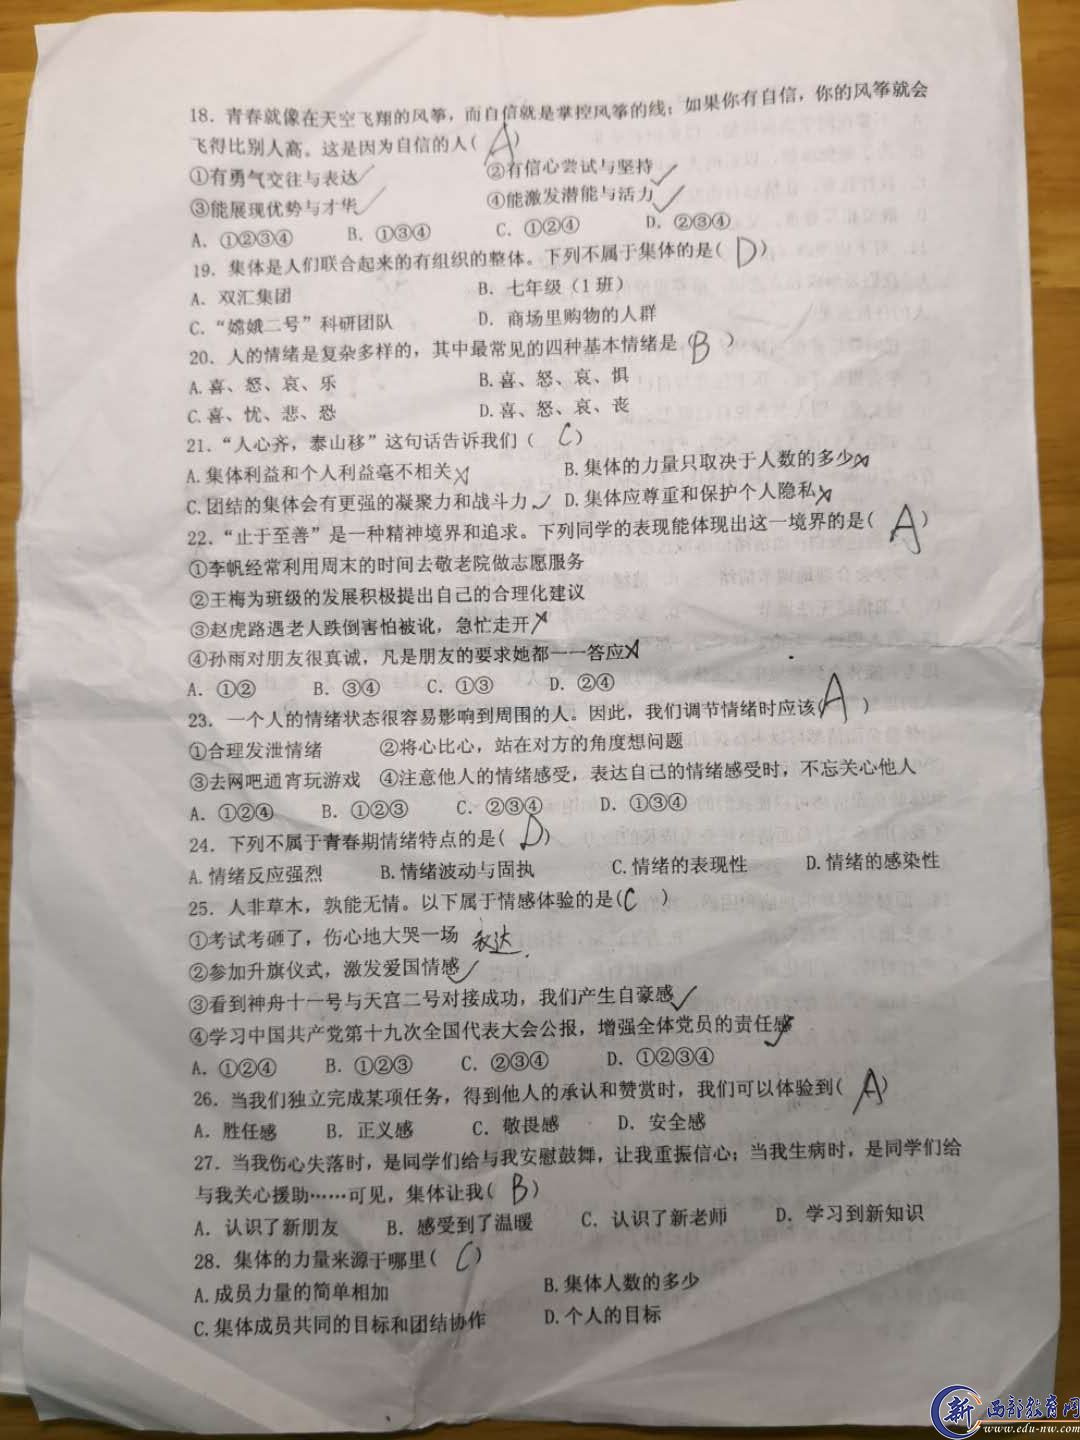 18．青春就像在天空飞翔的风筝，而自信就是掌控风筝的线；如果你有自信，你的风筝就会
飞得比别人高。这是因为自信的人( A )
①有勇气交往与表达✓ ②有信心尝试与坚持✓
③能展现优势与才华✓ ④能激发潜能与活力✓
A．①②③④ B．①③④ C．①②④ D．②③④
19．集体是人们联合起来的有组织的整体。下列不属于集体的是( D )
A．双汇集团 B．七年级（1班）
C．“嫦娥二号”科研团队 D．商场里购物的人群
20．人的情绪是复杂多样的，其中最常见的四种基本情绪是（ B ）
A.喜、怒、哀、乐 B.喜、怒、哀、惧
C.喜、忧、悲、恐 D.喜、怒、哀、丧
21．“人心齐，泰山移”这句话告诉我们（ C ）
A.集体利益和个人利益毫不相关✗ B.集体的力量只取决于人数的多少✗
C.团结的集体会有更强的凝聚力和战斗力✓ D.集体应尊重和保护个人隐私✗
22．“止于至善”是一种精神境界和追求。下列同学的表现能体现出这一境界的是( A )
①李帆经常利用周末的时间去敬老院做志愿服务
②王梅为班级的发展积极提出自己的合理化建议
③赵虎路遇老人跌倒害怕被讹，急忙走开✗
④孙雨对朋友很真诚，凡是朋友的要求她都一一答应✗
A．①② B．③④ C．①③ D．②④
23．一个人的情绪状态很容易影响到周围的人。因此，我们调节情绪时应该( A )
①合理发泄情绪 ②将心比心，站在对方的角度想问题
③去网吧通宵玩游戏 ④注意他人的情绪感受，表达自己的情绪感受时，不忘关心他人
A．①②④ B．①②③ C．②③④ D．①③④
24．下列不属于青春期情绪特点的是( D )
A.情绪反应强烈 B.情绪波动与固执 C.情绪的表现性 D.情绪的感染性
25．人非草木，孰能无情。以下属于情感体验的是( C )
①考试考砸了，伤心地大哭一场 表达
②参加升旗仪式，激发爱国情感✓
③看到神舟十一号与天宫二号对接成功，我们产生自豪感✓
④学习中国共产党第十九次全国代表大会公报，增强全体党员的责任感✓
A．①②④ B．①②③ C．②③④ D．①②③④
26．当我们独立完成某项任务，得到他人的承认和赞赏时，我们可以体验到( A )
A．胜任感 B．正义感 C．敬畏感 D．安全感
27．当我伤心失落时，是同学们给与我安慰鼓舞，让我重振信心；当我生病时，是同学们给
与我关心援助……可见，集体让我( B )
A．认识了新朋友 B．感受到了温暖 C．认识了新老师 D．学习到新知识
28．集体的力量来源于哪里( C )
A.成员力量的简单相加 B.集体人数的多少
C.集体成员共同的目标和团结协作 D.个人的目标
新 西部教育网
www.edu-nw.com